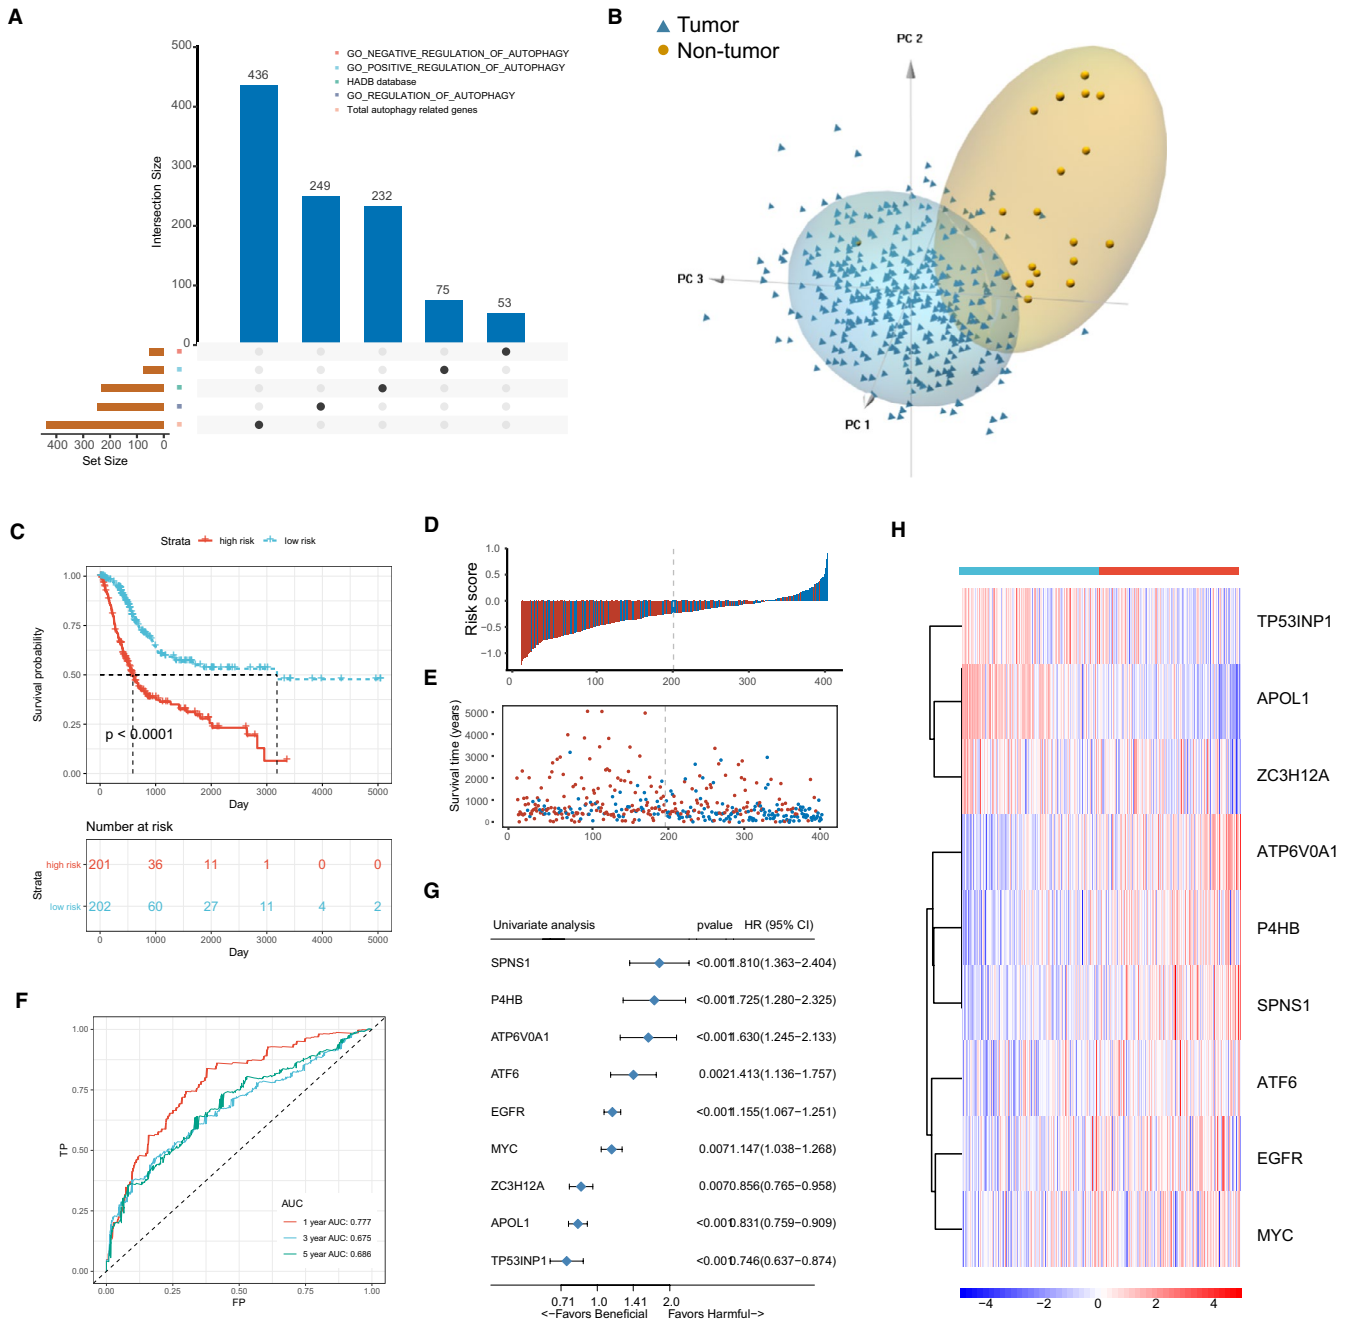 A
500
400
300
200
100
0
Intersection Size
436
249
232
75
53
GO_NEGATIVE_REGULATION_OF_AUTOPHAGY
GO_POSITIVE_REGULATION_OF_AUTOPHAGY
HADB database
GO_REGULATION_OF_AUTOPHAGY
Total autophagy related genes
400 300 200 100 0
Set Size
B
Tumor
Non-tumor
PC 2
PC 3
PC 1
C
Strata high risk low risk
1.00
0.75
0.50
0.25
0.00
Survival probability
p < 0.0001
0 1000 2000 3000 4000 5000
Day
Number at risk
Strata
high risk 201 36 11 1 0 0
low risk 202 60 27 11 4 2
0 1000 2000 3000 4000 5000
Day
D
1.0
0.5
0.0
−0.5
−1.0
Risk score
0 100 200 300 400
E
5000
4000
3000
2000
1000
0
Survival time (years)
0 100 200 300 400
F
1.00
0.75
0.50
0.25
0.00
TP
AUC
1 year AUC: 0.777
3 year AUC: 0.675
5 year AUC: 0.686
0.00 0.25 0.50 0.75 1.00
FP
G
Univariate analysis pvalue HR (95% CI)
SPNS1 <0.001 1.810(1.363−2.404)
P4HB <0.001 1.725(1.280−2.325)
ATP6V0A1 <0.001 1.630(1.245−2.133)
ATF6 0.002 1.413(1.136−1.757)
EGFR <0.001 1.155(1.067−1.251)
MYC 0.007 1.147(1.038−1.268)
ZC3H12A 0.007 0.856(0.765−0.958)
APOL1 <0.001 0.831(0.759−0.909)
TP53INP1 <0.001 0.746(0.637−0.874)
0.71 1.0 1.41 2.0
<−Favors Beneficial Favors Harmful−>
H
TP53INP1
APOL1
ZC3H12A
ATP6V0A1
P4HB
SPNS1
ATF6
EGFR
MYC
−4 −2 0 2 4